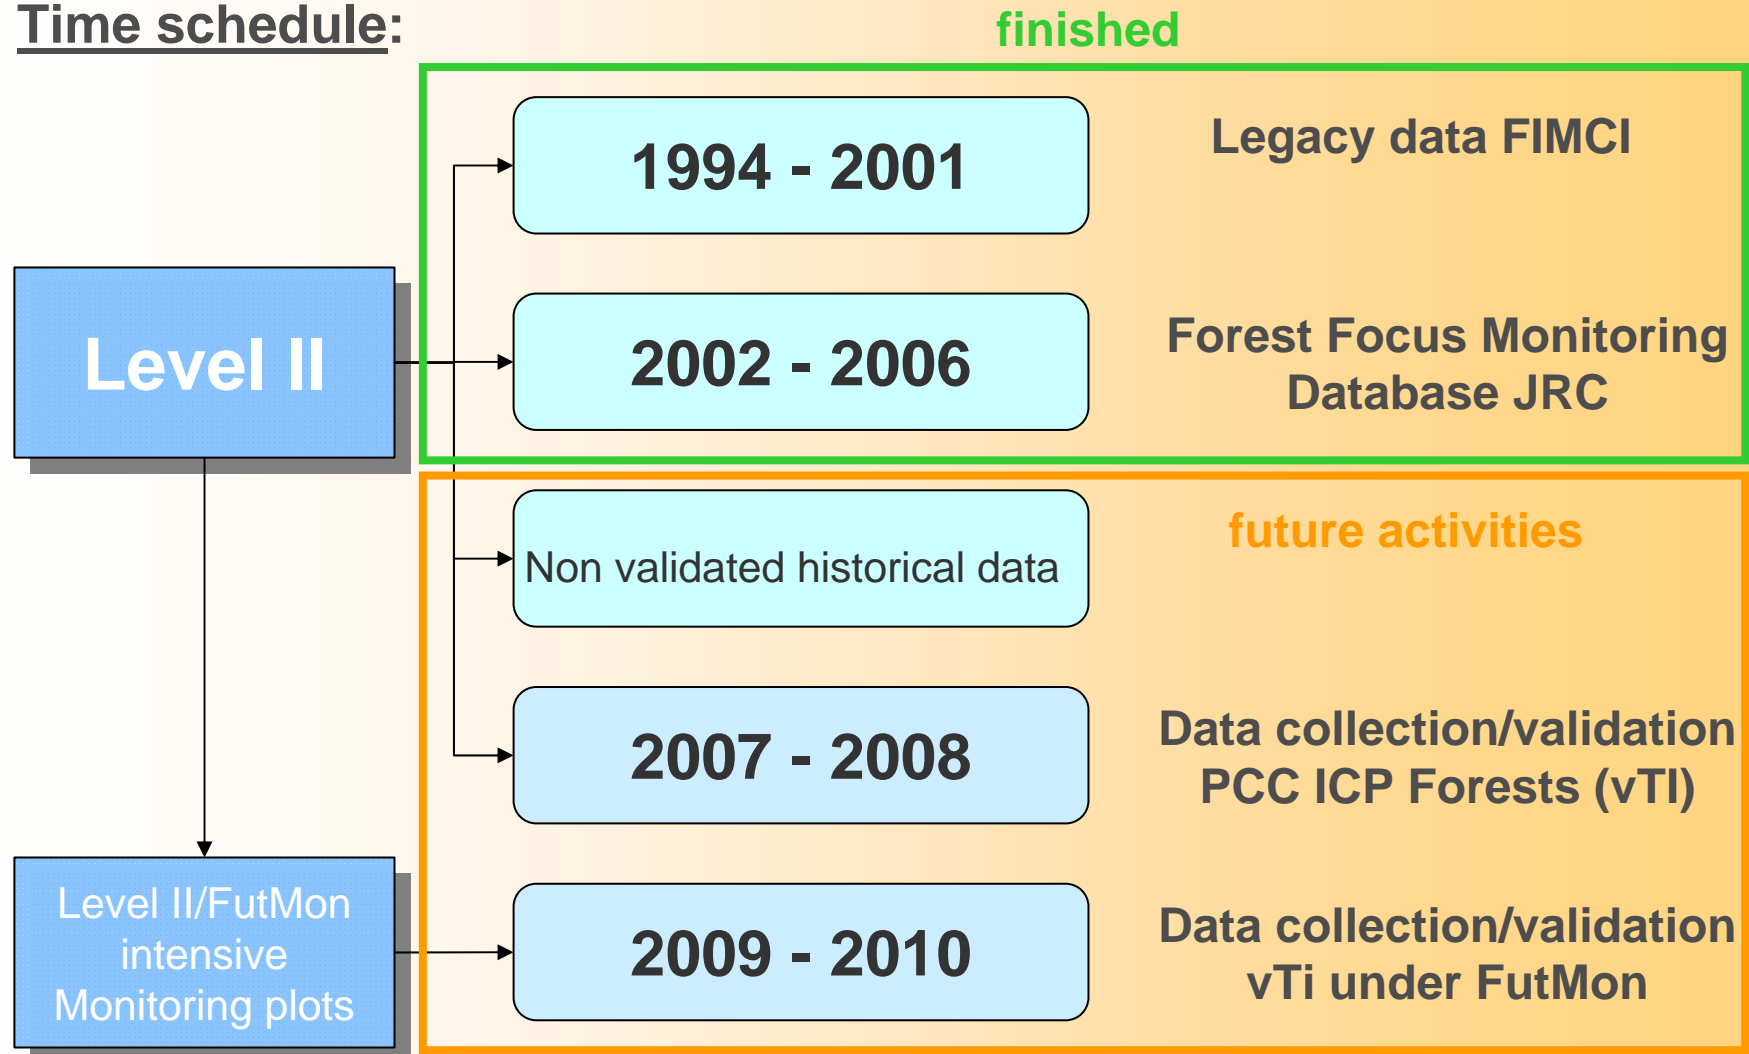 Time schedule:
finished
1994 - 2001
Legacy data FIMCI
Level II
2002 - 2006
Forest Focus Monitoring
Database JRC
future activities
Non validated historical data
2007 - 2008
Data collection/validation
PCC ICP Forests (vTI)
Level II/FutMon
intensive
Monitoring plots
2009 - 2010
Data collection/validation
vTi under FutMon